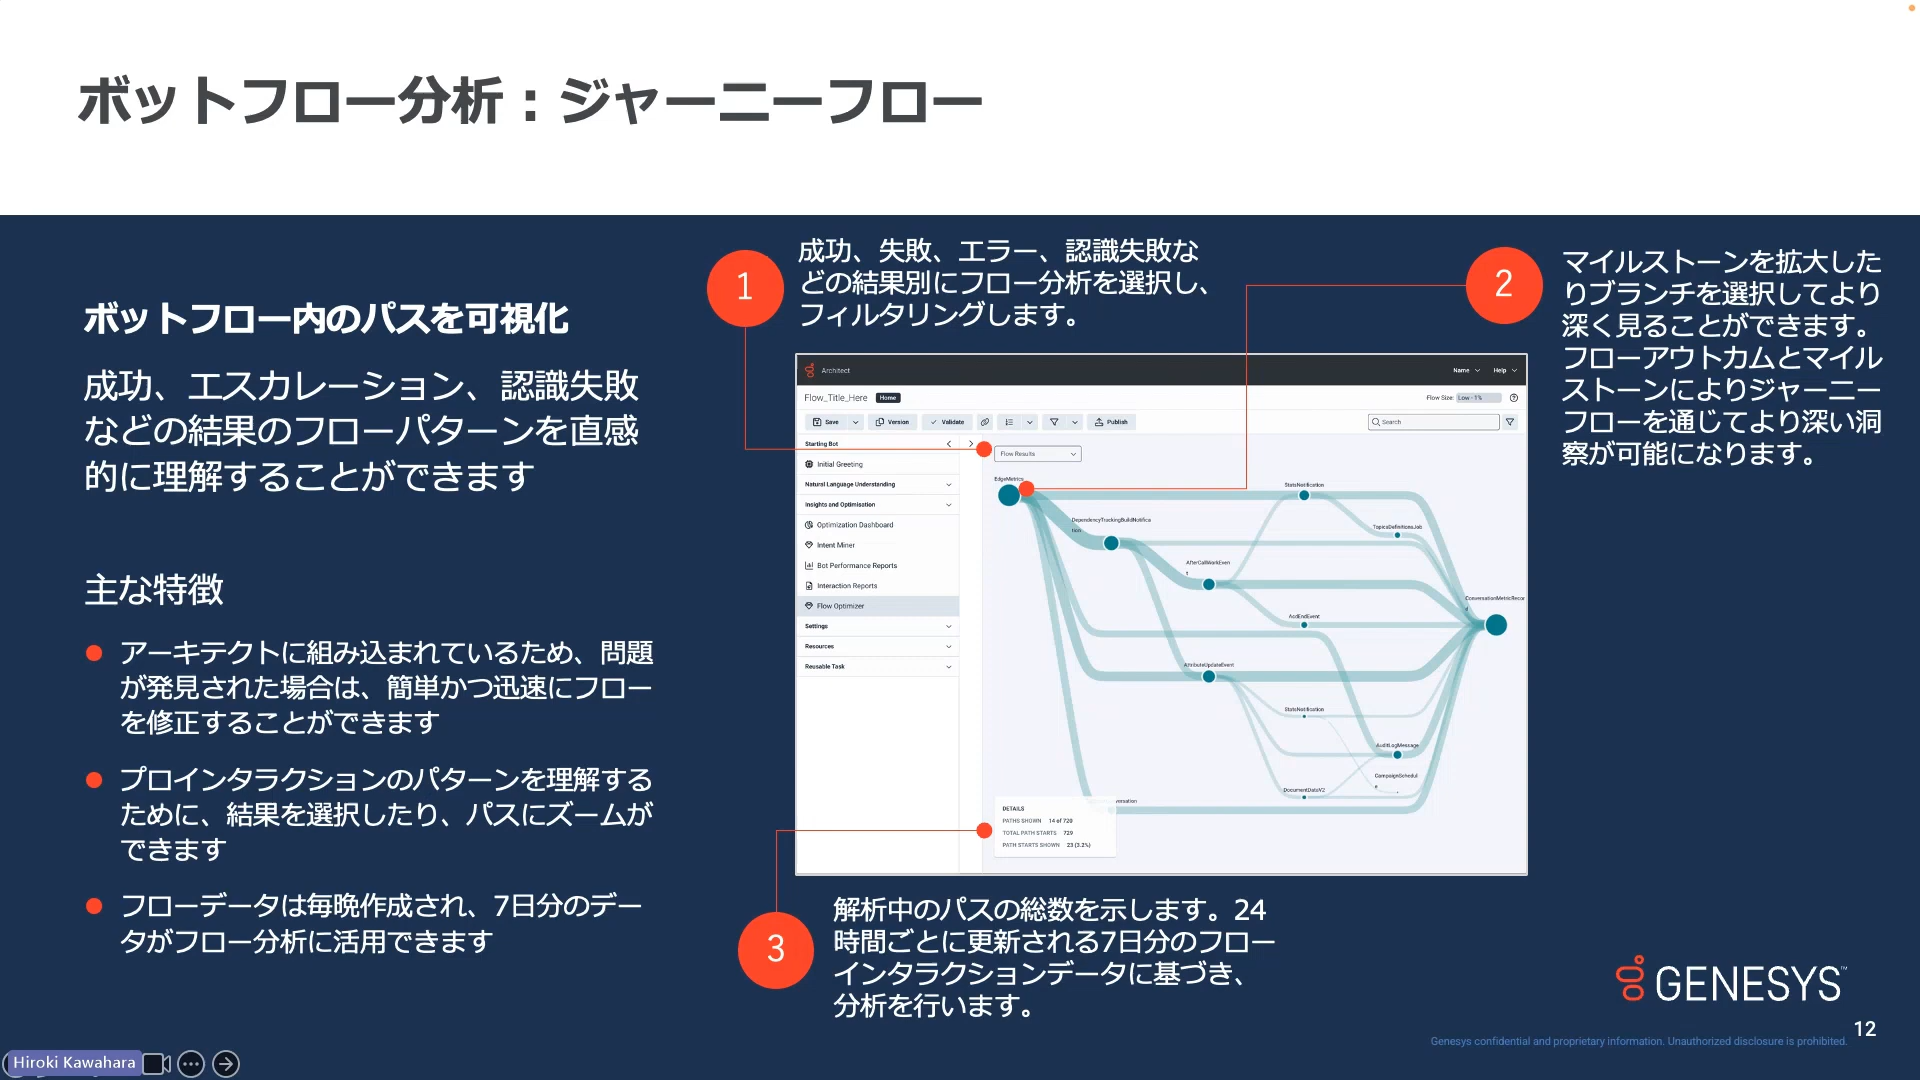 ボットフロー分析：ジャーニーフロー
ボットフロー内のパスを可視化
成功、エスカレーション、認識失敗
などの結果のフローパターンを直感
的に理解することができます
主な特徴
アーキテクトに組み込まれているため、問題
が発見された場合は、簡単かつ迅速にフロー
を修正することができます
プロインタラクションのパターンを理解する
ために、結果を選択したり、パスにズームが
できます
フローデータは毎晩作成され、7日分のデー
タがフロー分析に活用できます
1
成功、失敗、エラー、認識失敗な
どの結果別にフロー分析を選択し、
フィルタリングします。
2
マイルストーンを拡大した
りブランチを選択してより
深く見ることができます。
フローアウトカムとマイル
ストーンによりジャーニー
フローを通じてより深い洞
察が可能になります。
Architect
Name
Help
Flow_Title_Here
Home
Flow Size:
Low - 1%
Save
Version
Validate
Publish
Search
Starting Bot
Initial Greeting
Natural Language Understanding
Insights and Optimisation
Optimization Dashboard
Intent Miner
Bot Performance Reports
Interaction Reports
Flow Optimizer
Settings
Resources
Reusable Task
Flow Results
EdgeMetrics
StatsNotification
DependencyTrackingBuildNotifica
tion
TopicsDefinitionsJob
AfterCallWorkEven
t
ConversationMetricRecor
d
AcdEndEvent
AttributeUpdateEvent
StatsNotification
AuditLogMessage
CampaignSchedul
e
DocumentDataV2
versation
DETAILS
PATHS SHOWN 14 of 720
TOTAL PATH STARTS 729
PATH STARTS SHOWN 23 (3.2%)
3
解析中のパスの総数を示します。24
時間ごとに更新される7日分のフロー
インタラクションデータに基づき、
分析を行います。
GENESYS™
12
Genesys confidential and proprietary information. Unauthorized disclosure is prohibited.
Hiroki Kawahara